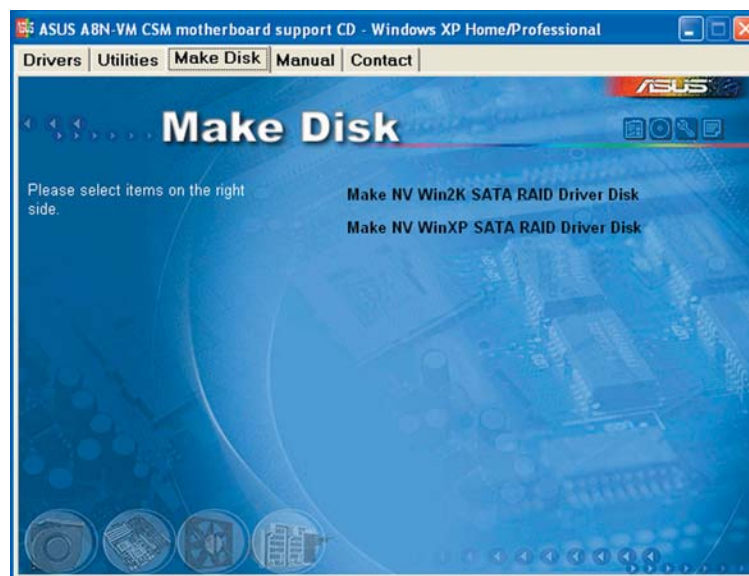 ASUS A8N-VM CSM motherboard support CD - Windows XP Home/Professional
Drivers Utilities Make Disk Manual Contact
ASUS
Make Disk
Please select items on the right
side.
Make NV Win2K SATA RAID Driver Disk
Make NV WinXP SATA RAID Driver Disk